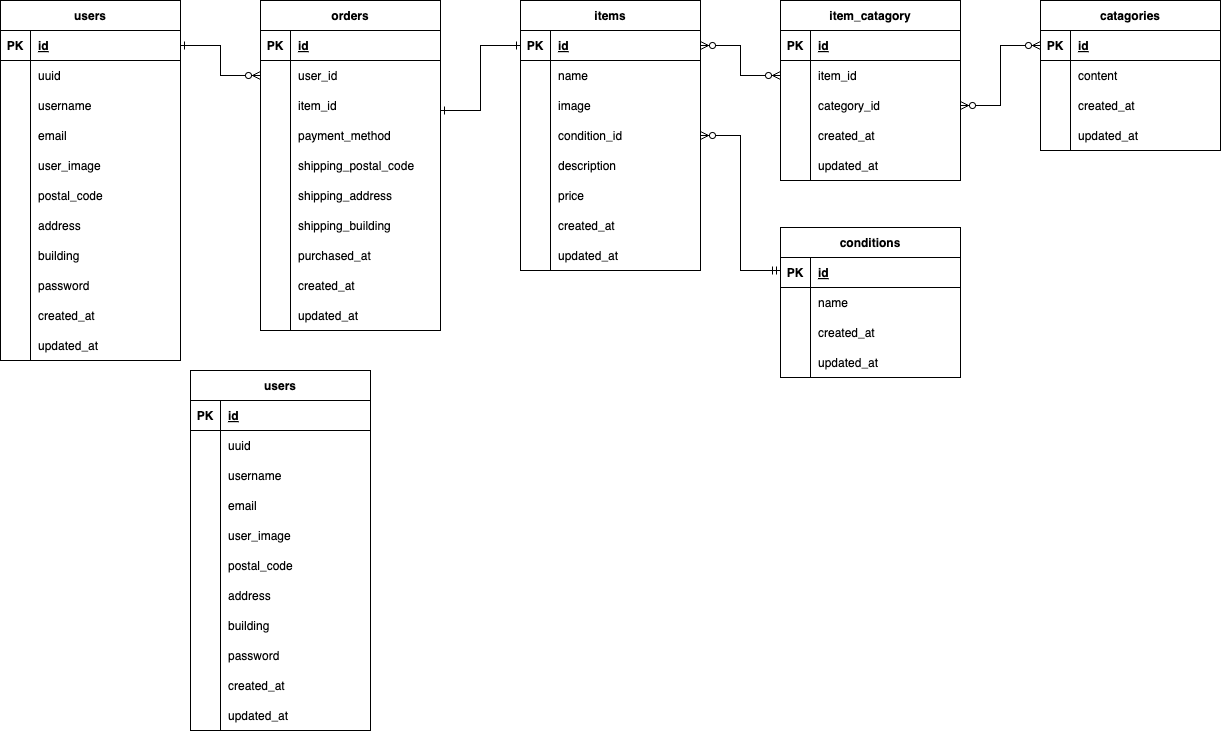 users
PK id
uuid
username
email
user_image
postal_code
address
building
password
created_at
updated_at
orders
PK id
user_id
item_id
payment_method
shipping_postal_code
shipping_address
shipping_building
purchased_at
created_at
updated_at
items
PK id
name
image
condition_id
description
price
created_at
updated_at
item_catagory
PK id
item_id
category_id
created_at
updated_at
catagories
PK id
content
created_at
updated_at
conditions
PK id
name
created_at
updated_at
users
PK id
uuid
username
email
user_image
postal_code
address
building
password
created_at
updated_at